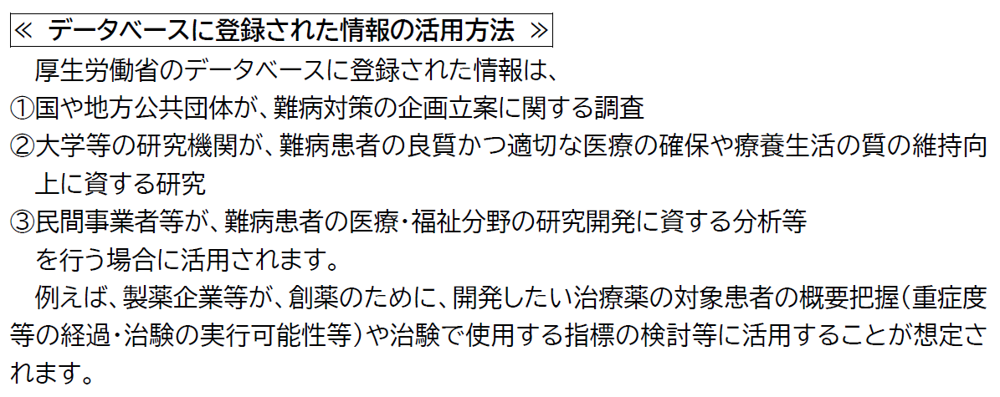 ≪ データベースに登録された情報の活用方法 ≫
厚生労働省のデータベースに登録された情報は、
①国や地方公共団体が、難病対策の企画立案に関する調査
②大学等の研究機関が、難病患者の良質かつ適切な医療の確保や療養生活の質の維持向
上に資する研究
③民間事業者等が、難病患者の医療・福祉分野の研究開発に資する分析等
を行う場合に活用されます。
例えば、製薬企業等が、創薬のために、開発したい治療薬の対象患者の概要把握（重症度
等の経過・治験の実行可能性等）や治験で使用する指標の検討等に活用することが想定さ
れます。